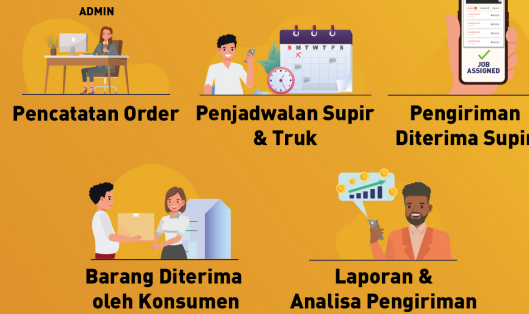 ADMIN
Pencatatan Order
S M T W T F S
Penjadwalan Supir
& Truk
JOB
ASSIGNED
Pengiriman
Diterima Supir
Barang Diterima
oleh Konsumen
Laporan &
Analisa Pengiriman